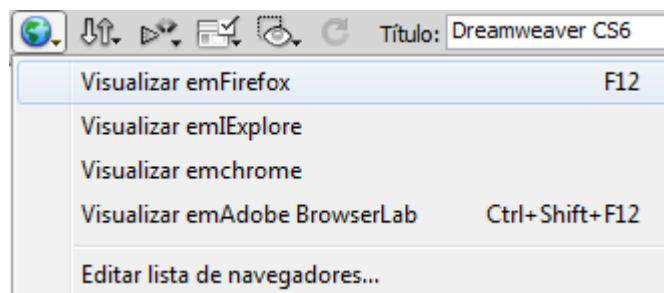 Título: Dreamweaver CS6
Visualizar emFirefox F12
Visualizar emIExplore
Visualizar emchrome
Visualizar emAdobe BrowserLab Ctrl+Shift+F12
Editar lista de navegadores...